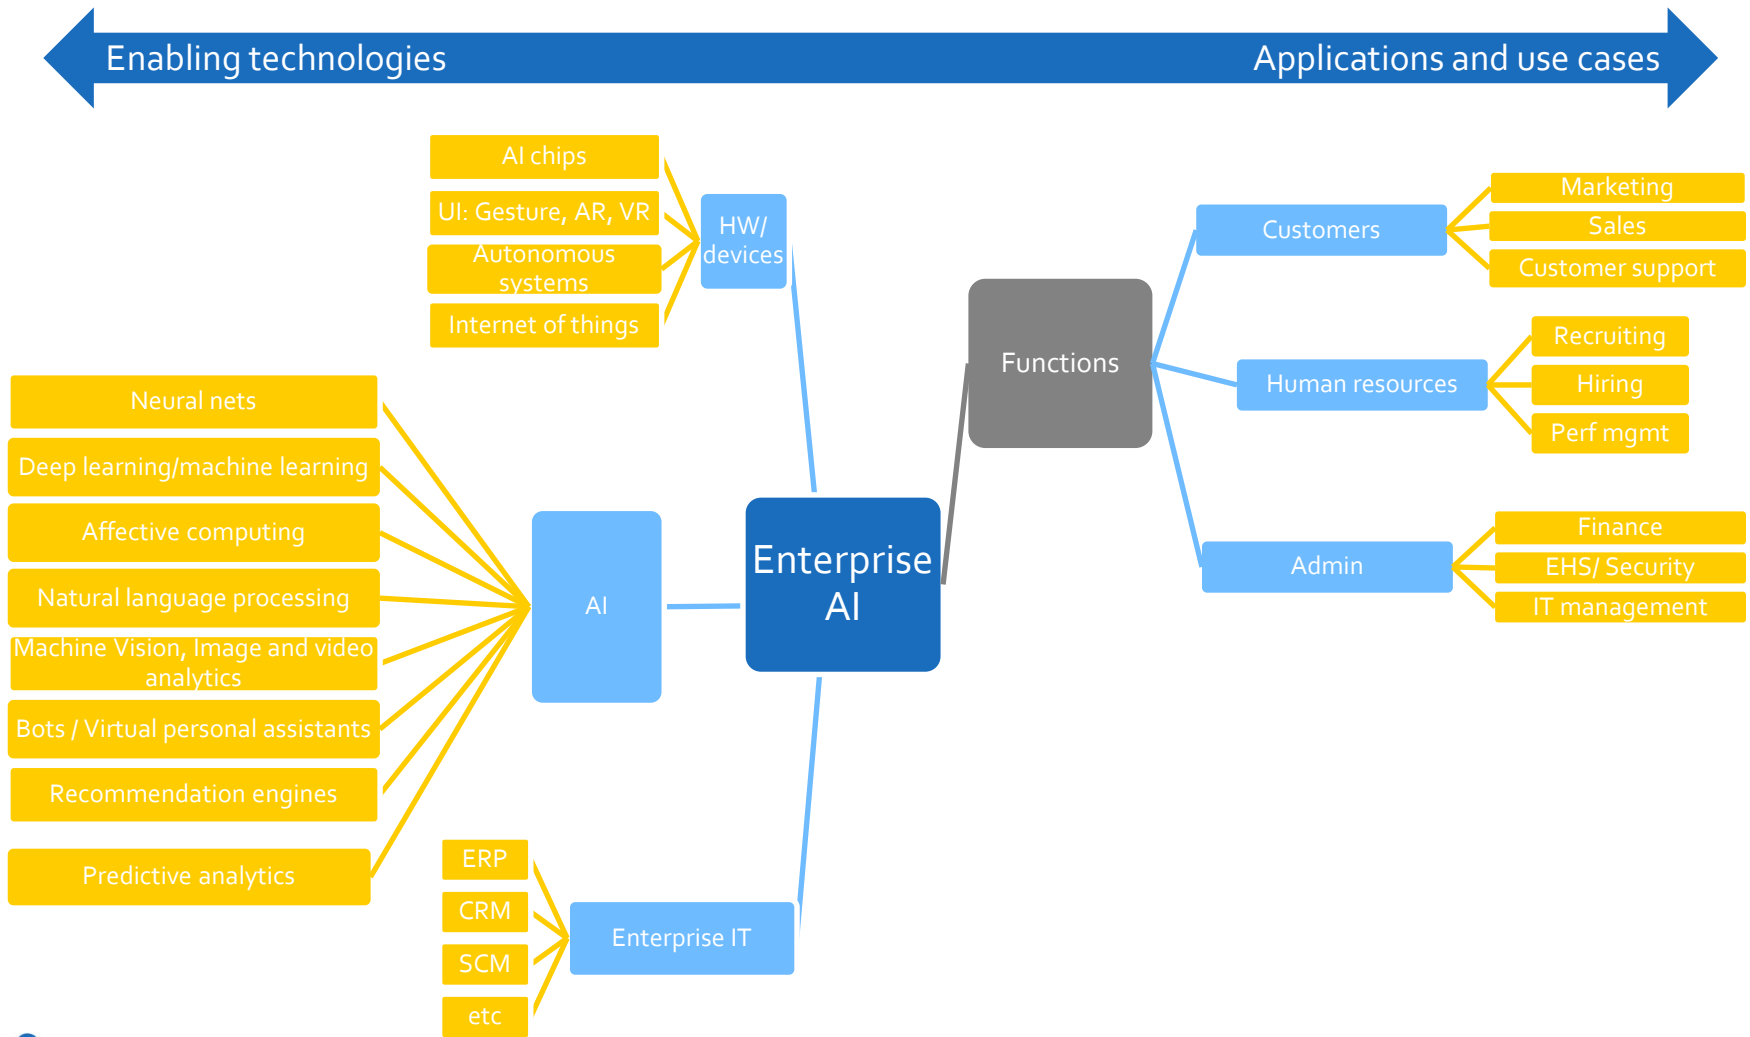 Enabling technologies
Applications and use cases
AI chips
UI: Gesture, AR, VR
Autonomous
systems
Internet of things
HW/
devices
Neural nets
Deep learning/machine learning
Affective computing
Natural language processing
Machine Vision, Image and video
analytics
Bots / Virtual personal assistants
Recommendation engines
Predictive analytics
AI
ERP
CRM
SCM
etc
Enterprise IT
Enterprise
AI
Functions
Customers
Marketing
Sales
Customer support
Human resources
Recruiting
Hiring
Perf mgmt
Admin
Finance
EHS/ Security
IT management